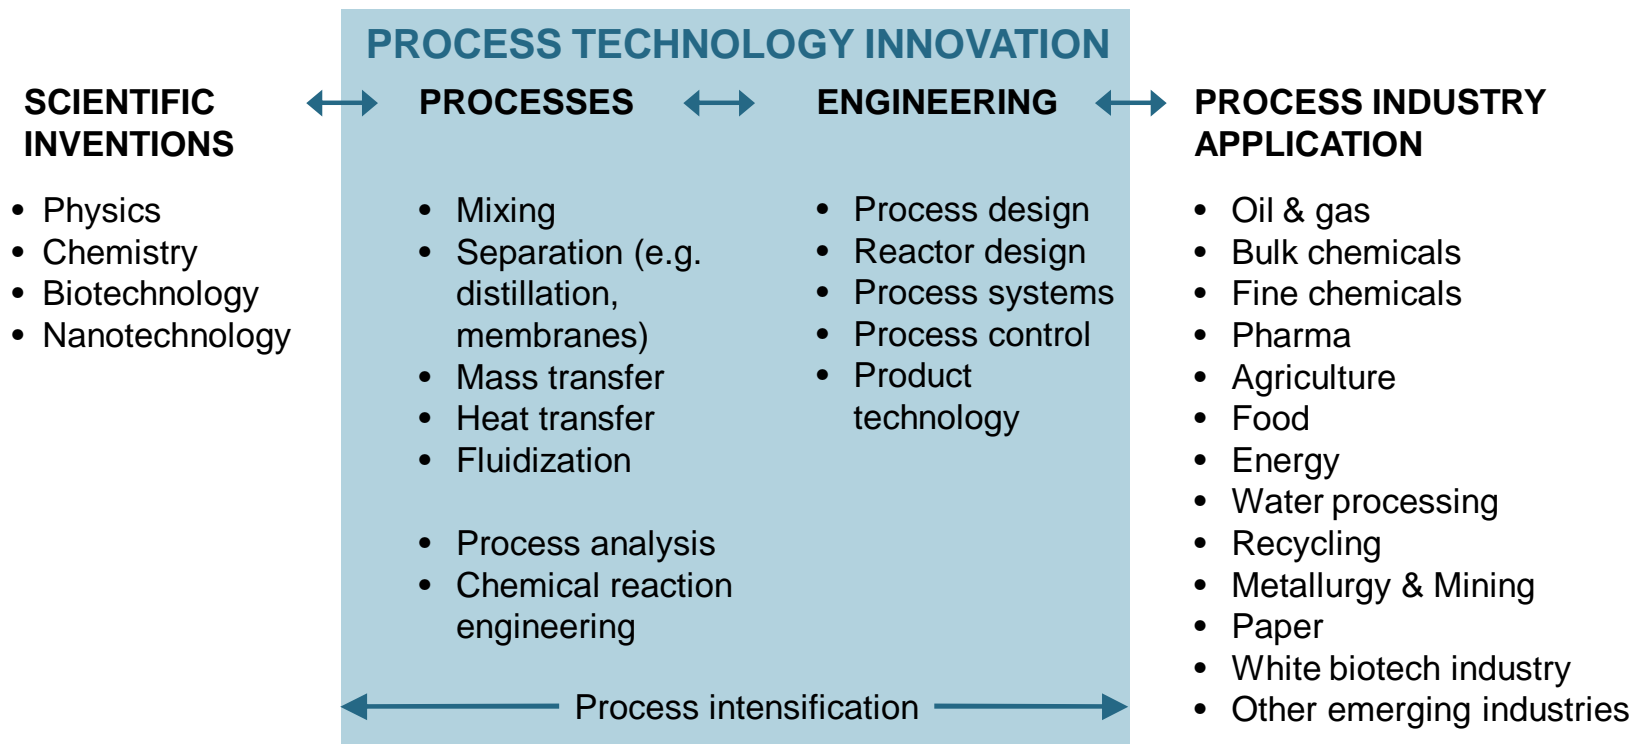 PROCESS TECHNOLOGY INNOVATION
SCIENTIFIC
INVENTIONS
• Physics
• Chemistry
• Biotechnology
• Nanotechnology
PROCESSES
• Mixing
• Separation (e.g.
distillation,
membranes)
• Mass transfer
• Heat transfer
• Fluidization
• Process analysis
• Chemical reaction
engineering
ENGINEERING
• Process design
• Reactor design
• Process systems
• Process control
• Product
technology
Process intensification
PROCESS INDUSTRY
APPLICATION
• Oil & gas
• Bulk chemicals
• Fine chemicals
• Pharma
• Agriculture
• Food
• Energy
• Water processing
• Recycling
• Metallurgy & Mining
• Paper
• White biotech industry
• Other emerging industries